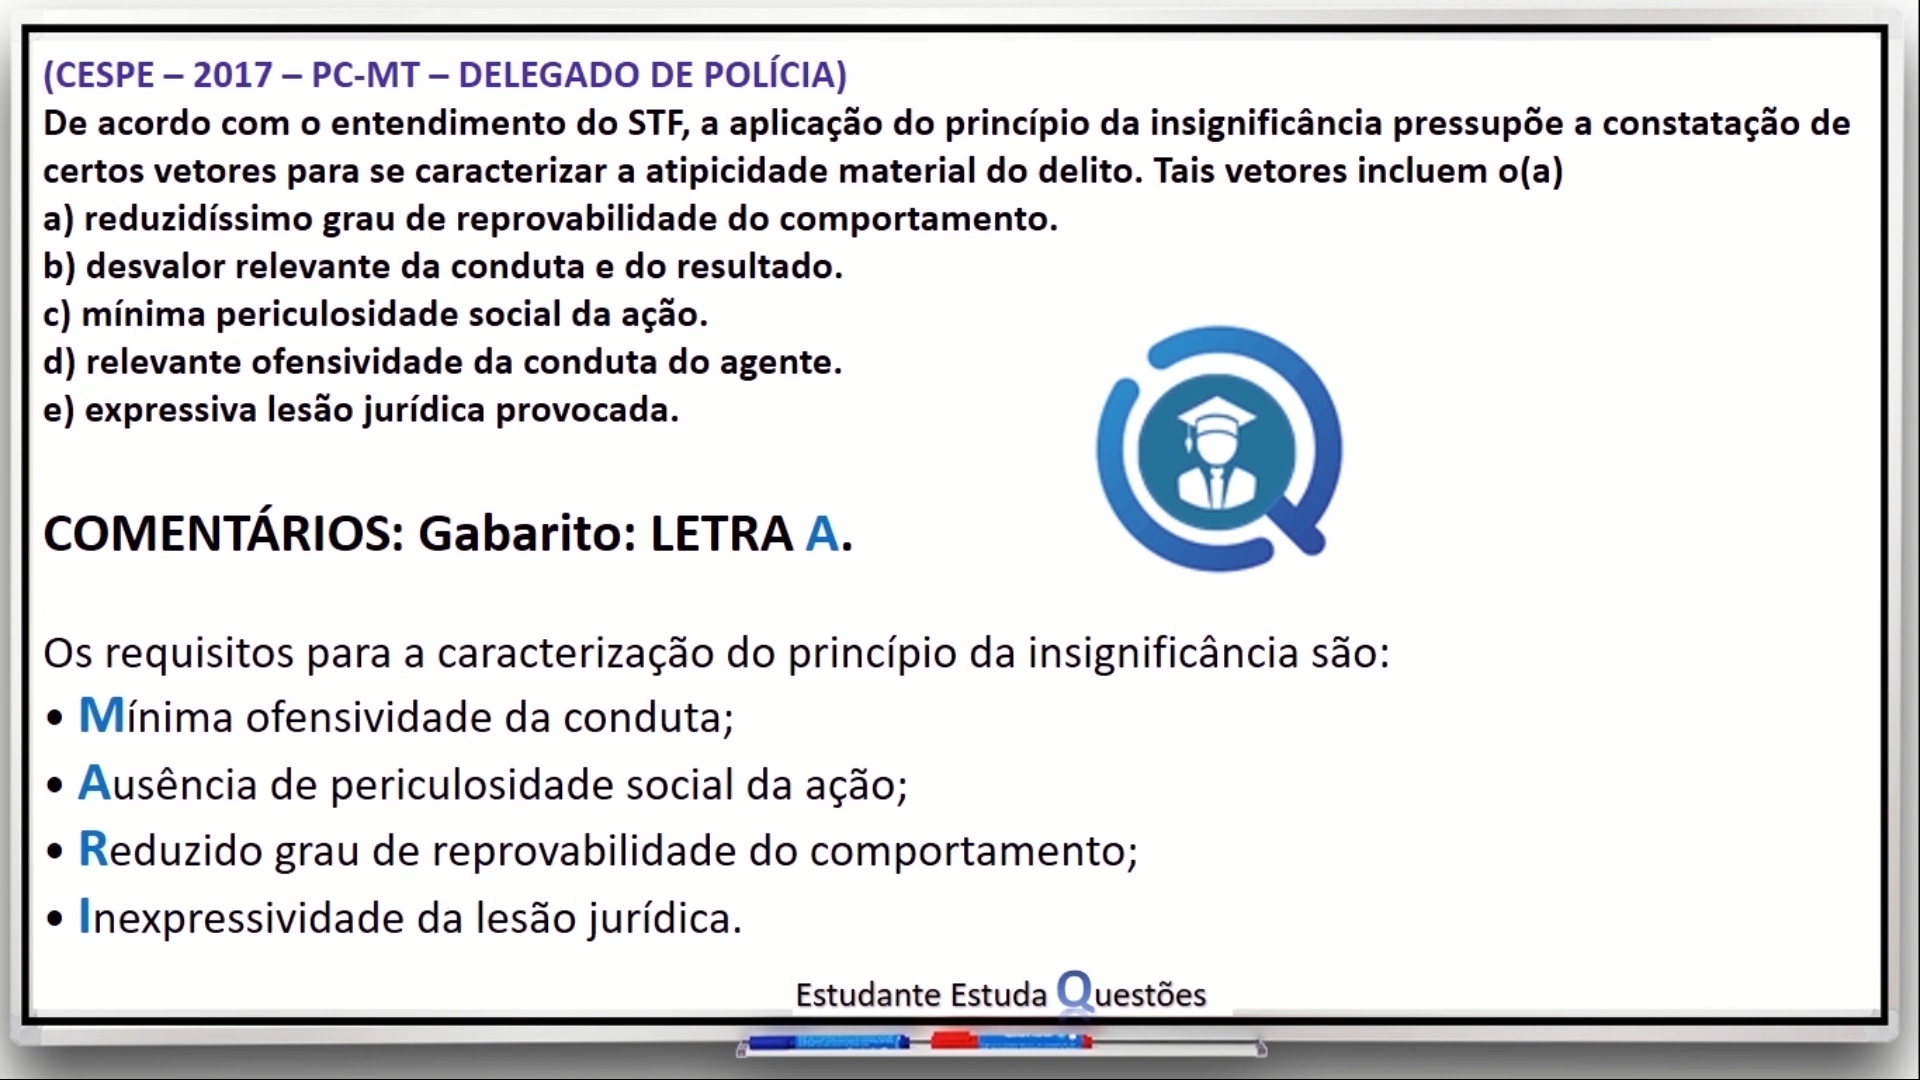 (CESPE – 2017 – PC-MT – DELEGADO DE POLÍCIA)
De acordo com o entendimento do STF, a aplicação do princípio da insignificância pressupõe a constatação de
certos vetores para se caracterizar a atipicidade material do delito. Tais vetores incluem o(a)
a) reduzidíssimo grau de reprovabilidade do comportamento.
b) desvalor relevante da conduta e do resultado.
c) mínima periculosidade social da ação.
d) relevante ofensividade da conduta do agente.
e) expressiva lesão jurídica provocada.
COMENTÁRIOS: Gabarito: LETRA A.
Os requisitos para a caracterização do princípio da insignificância são:
• Mínima ofensividade da conduta;
• Ausência de periculosidade social da ação;
• Reduzido grau de reprovabilidade do comportamento;
• Inexpressividade da lesão jurídica.
Estudante Estuda Questões